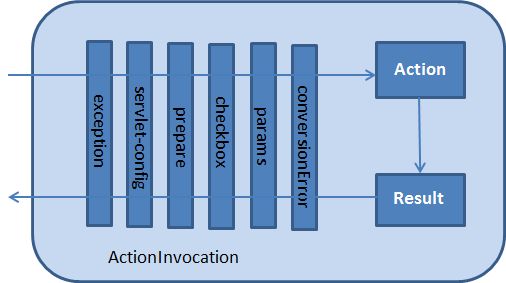 exception
servlet-config
prepare
checkbox
params
conversionError
Action
Result
ActionInvocation